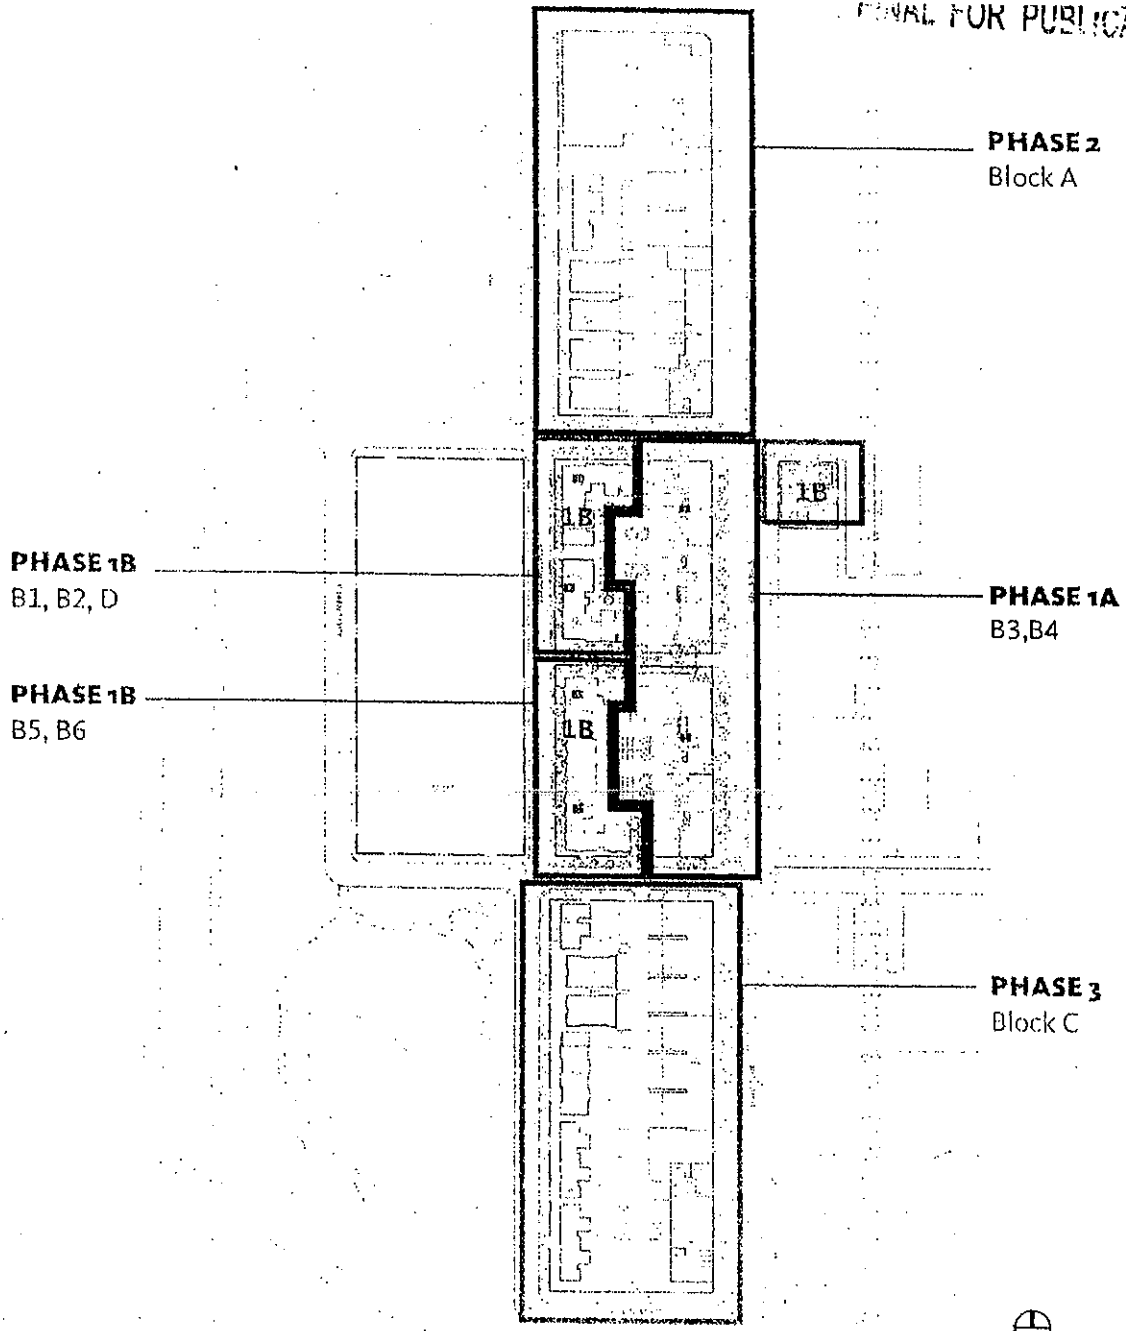 FINAL FOR PUBLICA
PHASE 2
Block A
1B
1B
PHASE 1B
B1, B2, D
PHASE 1A
B3,B4
PHASE 1B
B5, B6
1B
PHASE 3
Block C